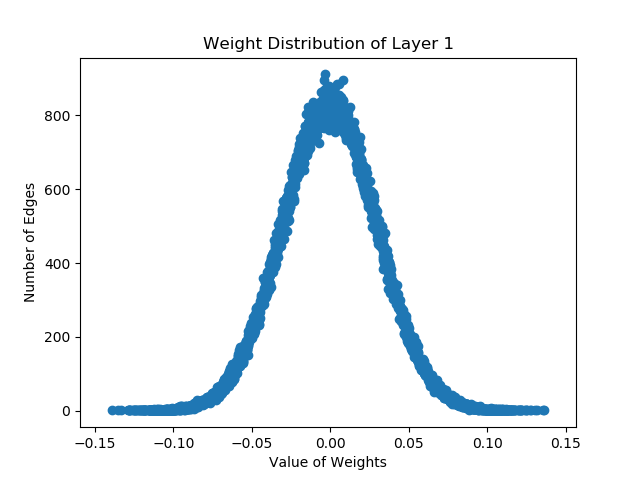 Weight Distribution of Layer 1
Number of Edges
800
600
400
200
0
−0.15 −0.10 −0.05 0.00 0.05 0.10 0.15
Value of Weights